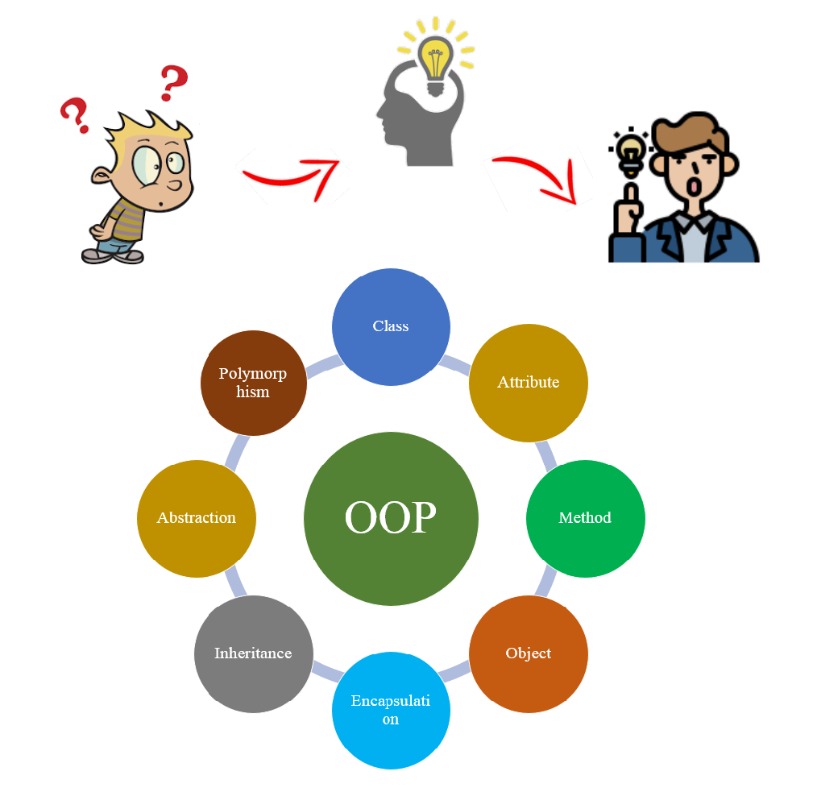 ?
?
Class
Polymorp
hism
Attribute
Abstraction
OOP
Method
Inheritance
Object
Encapsulati
on